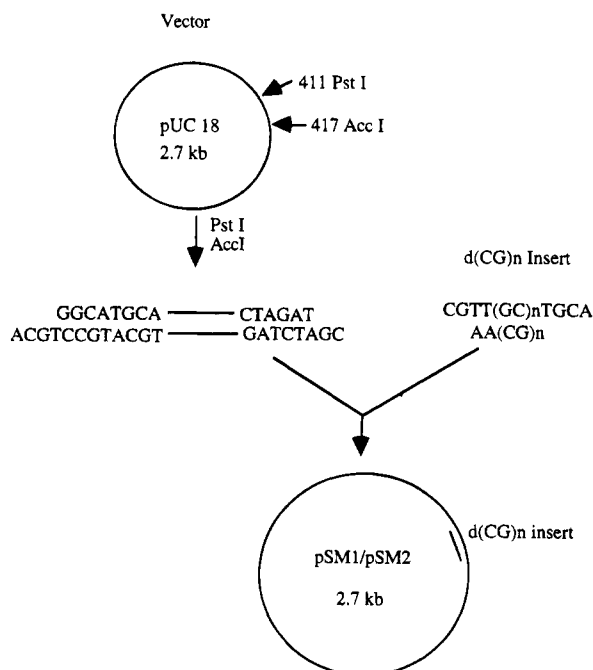 Vector
411 Pst I
pUC 18
417 Acc I
2.7 kb
Pst I
AccI
d(CG)n Insert
GGCATGCA CTAGAT
ACGTCCGTACGT GATCTAGC
CGTT(GC)nTGCA
AA(CG)n
d(CG)n insert
pSM1/pSM2
2.7 kb